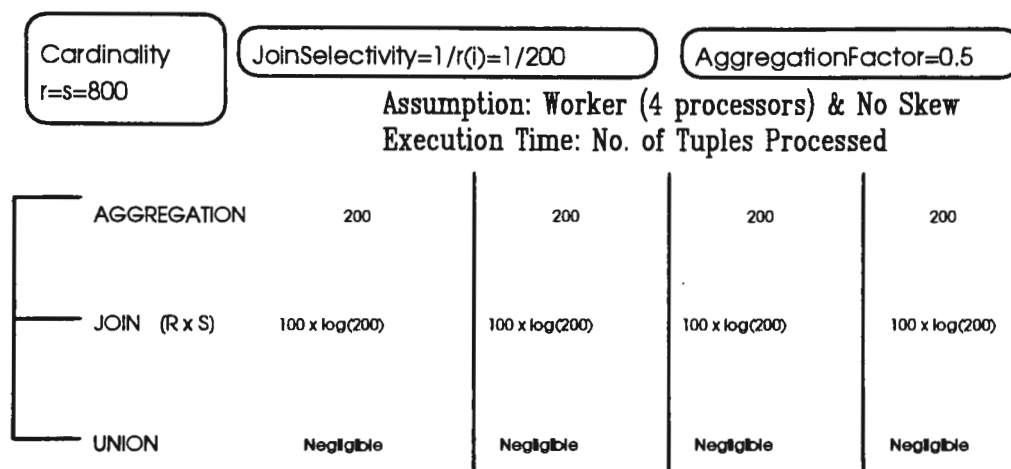 Cardinality
r=s=800
JoinSelectivity=1/r(i)=1/200
AggregationFactor=0.5
Assumption: Worker (4 processors) & No Skew
Execution Time: No. of Tuples Processed
AGGREGATION 200 200 200 200
JOIN (R x S) 100 x log(200) 100 x log(200) 100 x log(200) 100 x log(200)
UNION Negligible Negligible Negligible Negligible